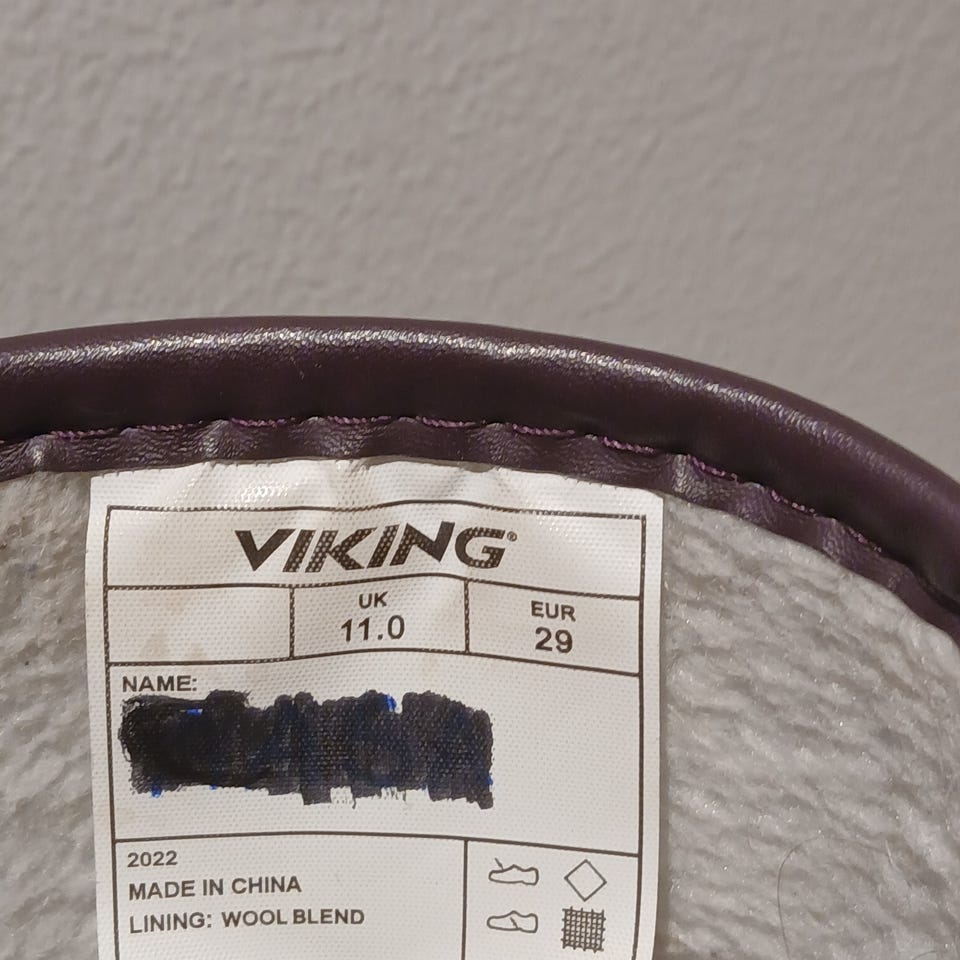 VIKING®
UK
11.0
EUR
29
NAME:
2022
MADE IN CHINA
LINING: WOOL BLEND